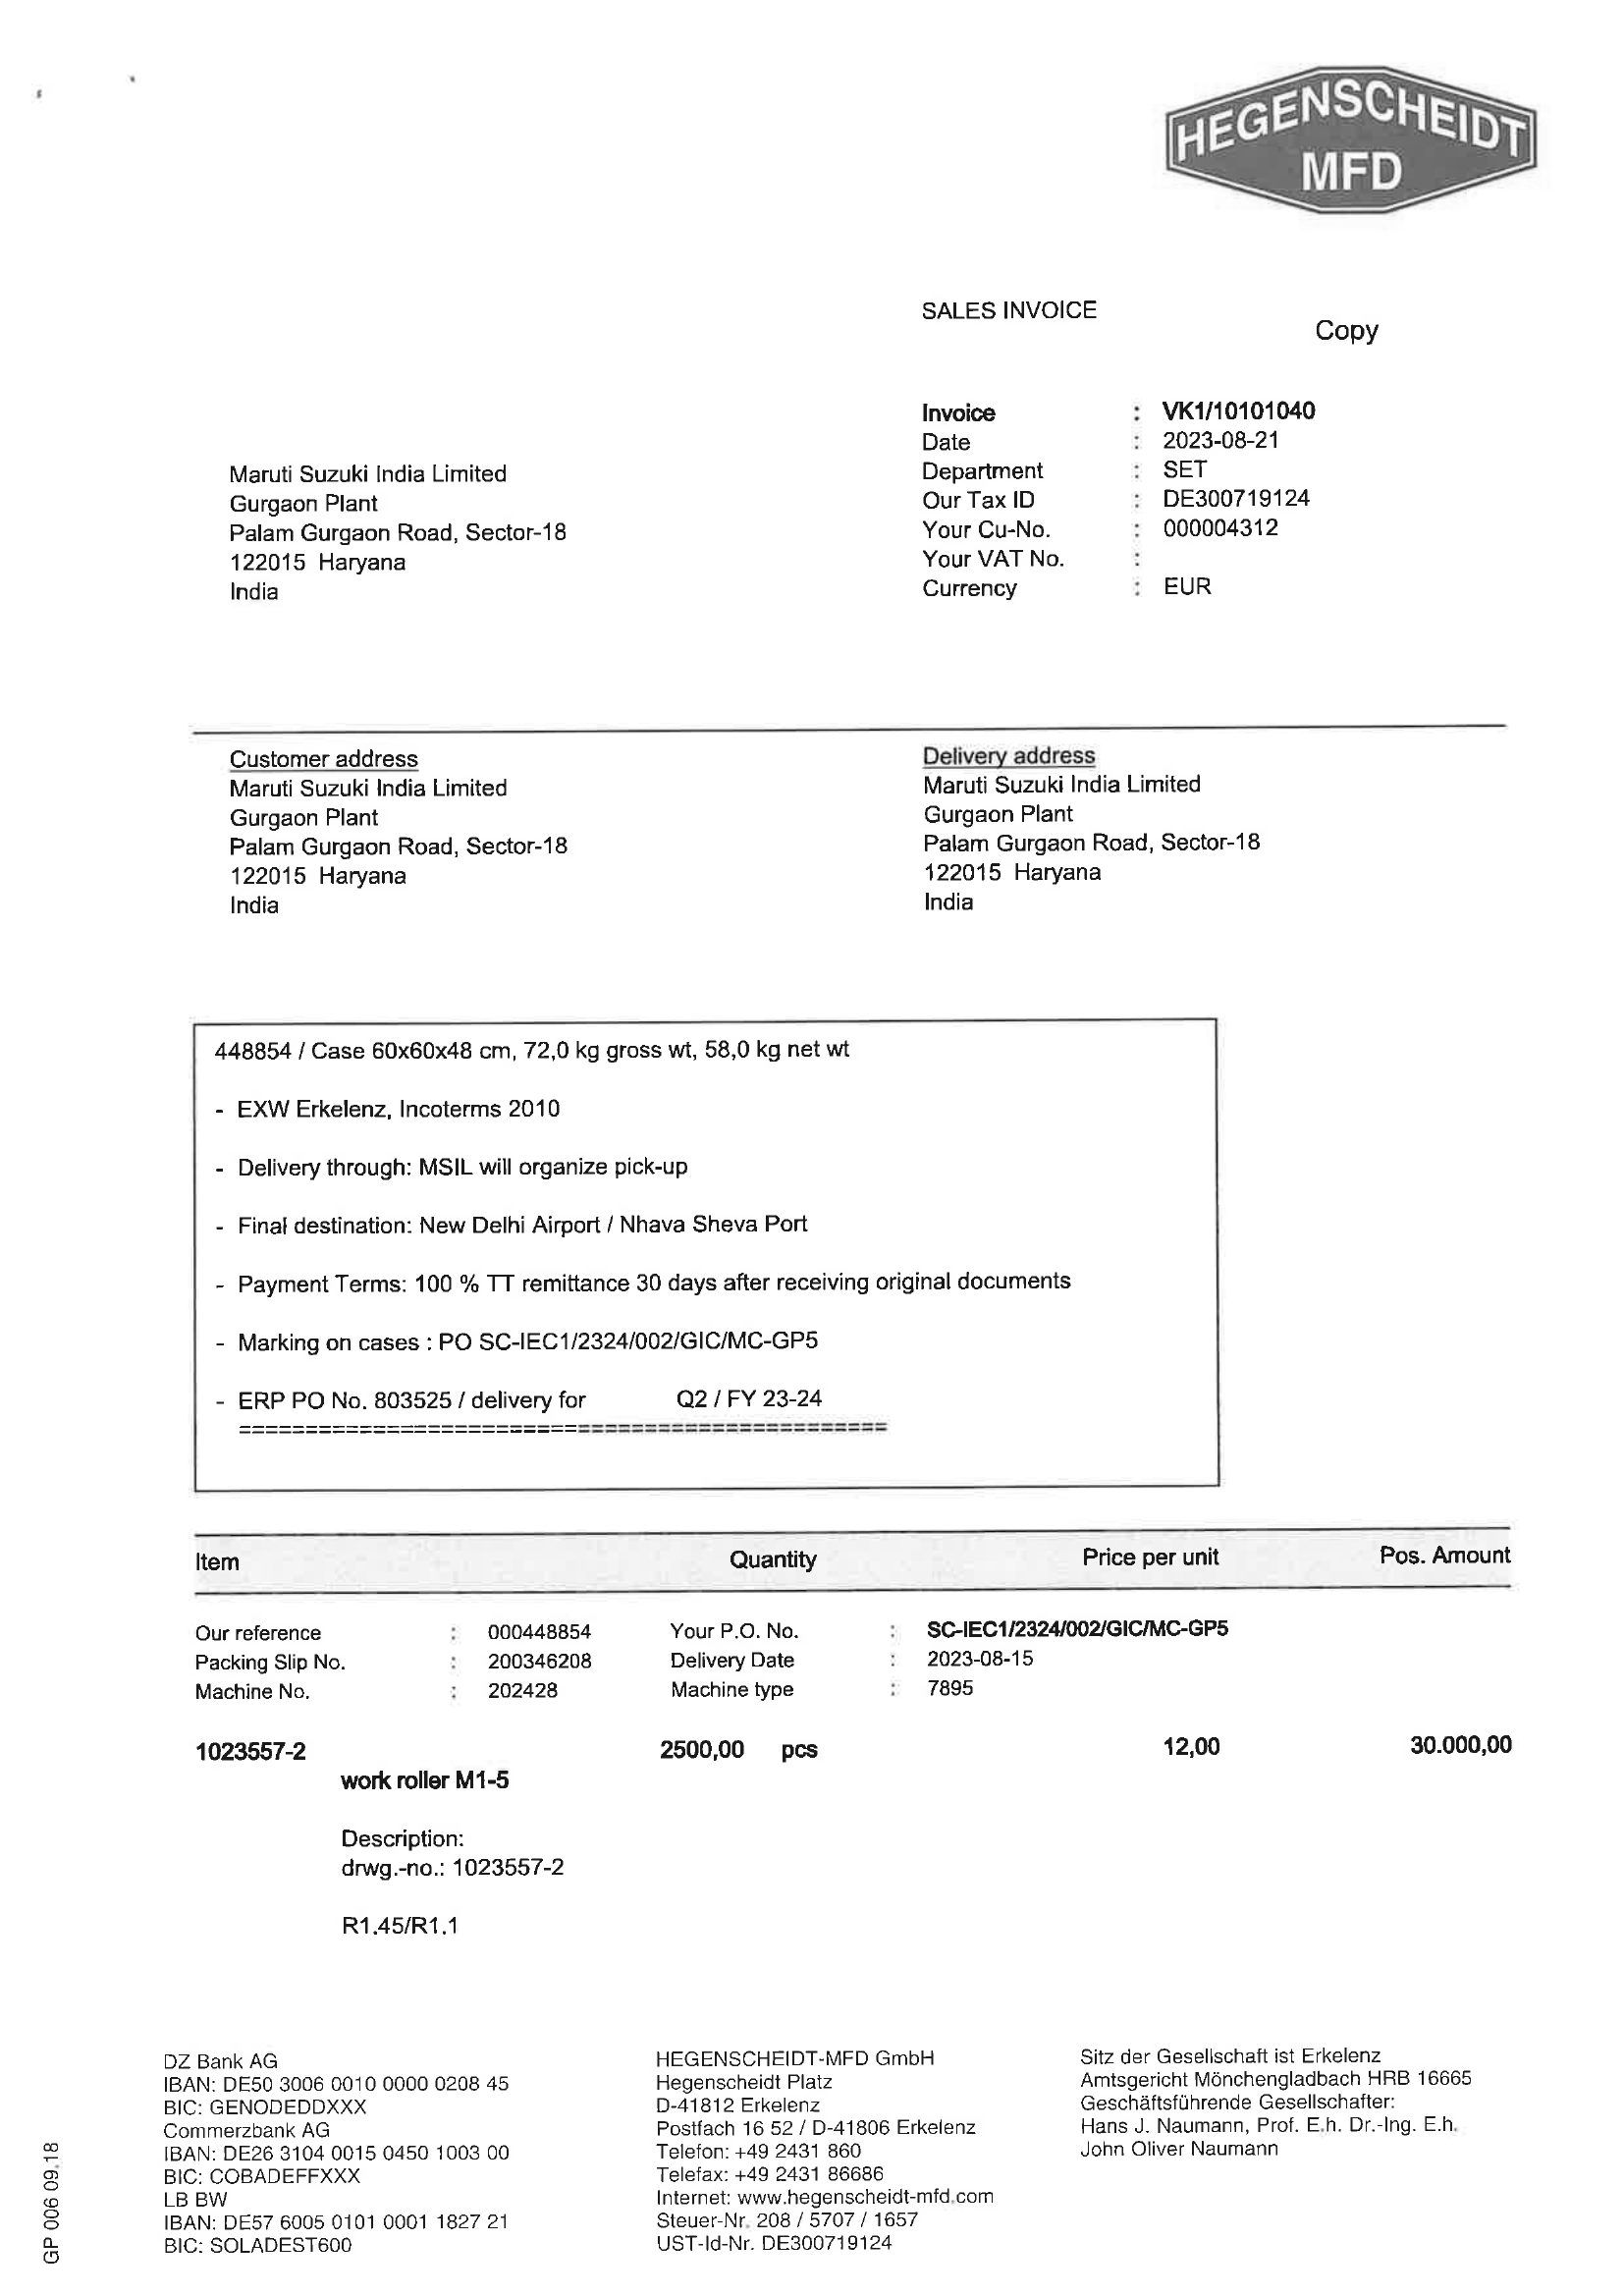 HEGENSCHEIDT
MFD
SALES INVOICE
Copy
Invoice : VK1/10101040
Date : 2023-08-21
Department : SET
Our Tax ID : DE300719124
Your Cu-No. : 000004312
Your VAT No. :
Currency : EUR
Maruti Suzuki India Limited
Gurgaon Plant
Palam Gurgaon Road, Sector-18
122015 Haryana
India
Customer address
Maruti Suzuki India Limited
Gurgaon Plant
Palam Gurgaon Road, Sector-18
122015 Haryana
India
Delivery address
Maruti Suzuki India Limited
Gurgaon Plant
Palam Gurgaon Road, Sector-18
122015 Haryana
India
448854 / Case 60x60x48 cm, 72,0 kg gross wt, 58,0 kg net wt
- EXW Erkelenz, Incoterms 2010
- Delivery through: MSIL will organize pick-up
- Final destination: New Delhi Airport / Nhava Sheva Port
- Payment Terms: 100 % TT remittance 30 days after receiving original documents
- Marking on cases : PO SC-IEC1/2324/002/GIC/MC-GP5
- ERP PO No. 803525 / delivery for Q2 / FY 23-24
================================================
Item Quantity Price per unit Pos. Amount
Our reference : 000448854 Your P.O. No. : SC-IEC1/2324/002/GIC/MC-GP5
Packing Slip No. : 200346208 Delivery Date : 2023-08-15
Machine No. : 202428 Machine type : 7895
1023557-2 2500,00 pcs 12,00 30.000,00
work roller M1-5
Description:
drwg.-no.: 1023557-2
R1.45/R1.1
DZ Bank AG
IBAN: DE50 3006 0010 0000 0208 45
BIC: GENODEDDXXX
Commerzbank AG
IBAN: DE26 3104 0015 0450 1003 00
BIC: COBADEFFXXX
LB BW
IBAN: DE57 6005 0101 0001 1827 21
BIC: SOLADEST600
HEGENSCHEIDT-MFD GmbH
Hegenscheidt Platz
D-41812 Erkelenz
Postfach 16 52 / D-41806 Erkelenz
Telefon: +49 2431 860
Telefax: +49 2431 86686
Internet: www.hegenscheidt-mfd.com
Steuer-Nr. 208 / 5707 / 1657
UST-Id-Nr. DE300719124
Sitz der Gesellschaft ist Erkelenz
Amtsgericht Mönchengladbach HRB 16665
Geschäftsführende Gesellschafter:
Hans J. Naumann, Prof. E.h. Dr.-Ing. E.h.
John Oliver Naumann
GP 006 09.18